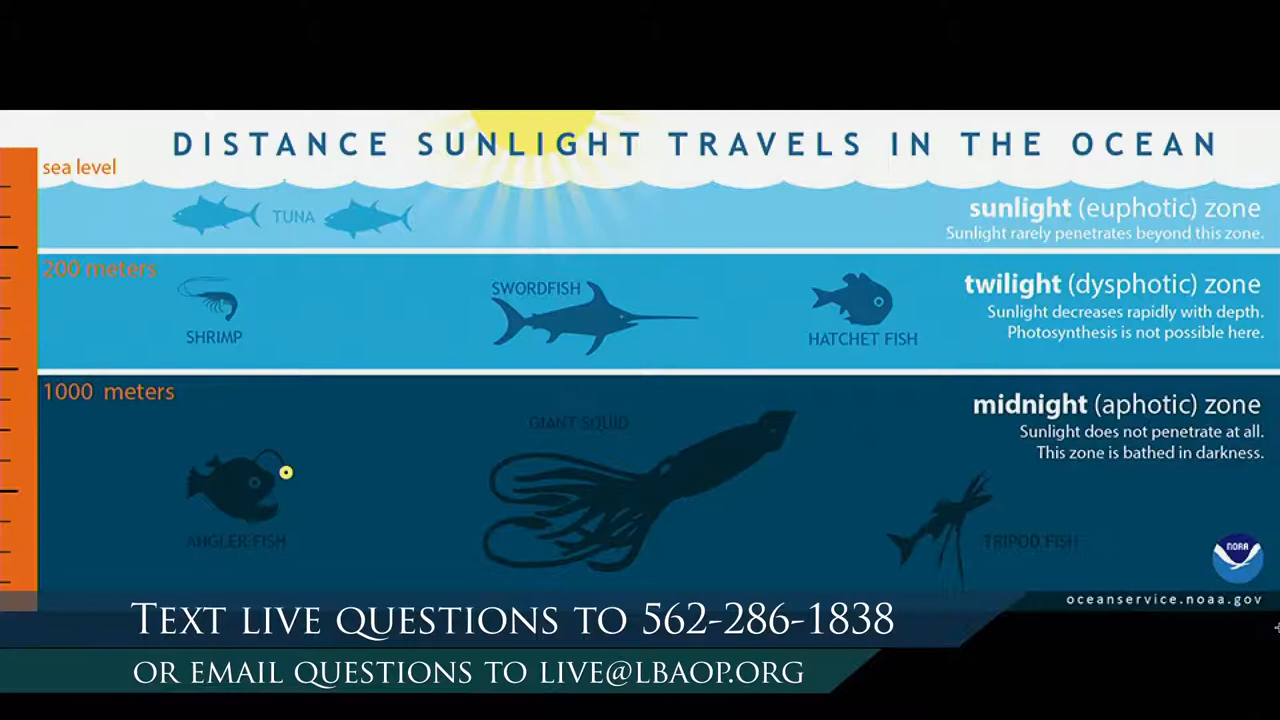 DISTANCE SUNLIGHT TRAVELS IN THE OCEAN
sea level
TUNA
sunlight (euphotic) zone
Sunlight rarely penetrates beyond this zone.
200 meters
SHRIMP
SWORDFISH
HATCHET FISH
twilight (dysphotic) zone
Sunlight decreases rapidly with depth.
Photosynthesis is not possible here.
1000 meters
GIANT SQUID
midnight (aphotic) zone
Sunlight does not penetrate at all.
This zone is bathed in darkness.
ANGLER FISH
TRIPOD FISH
NOAA
oceanservice.noaa.gov
TEXT LIVE QUESTIONS TO 562-286-1838
OR EMAIL QUESTIONS TO LIVE@LBAOP.ORG